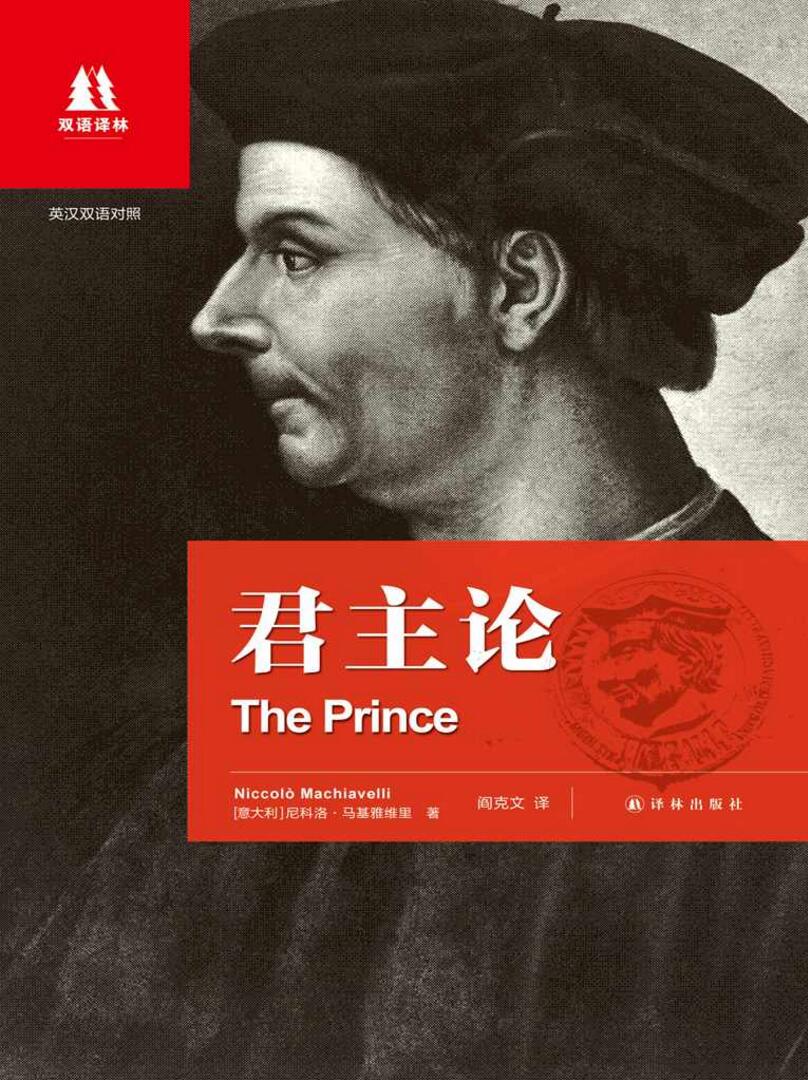 双语译林
英汉双语对照
君主论
The Prince
Niccolò Machiavelli
[意大利]尼科洛·马基雅维里 著
阎克文 译
译林出版社